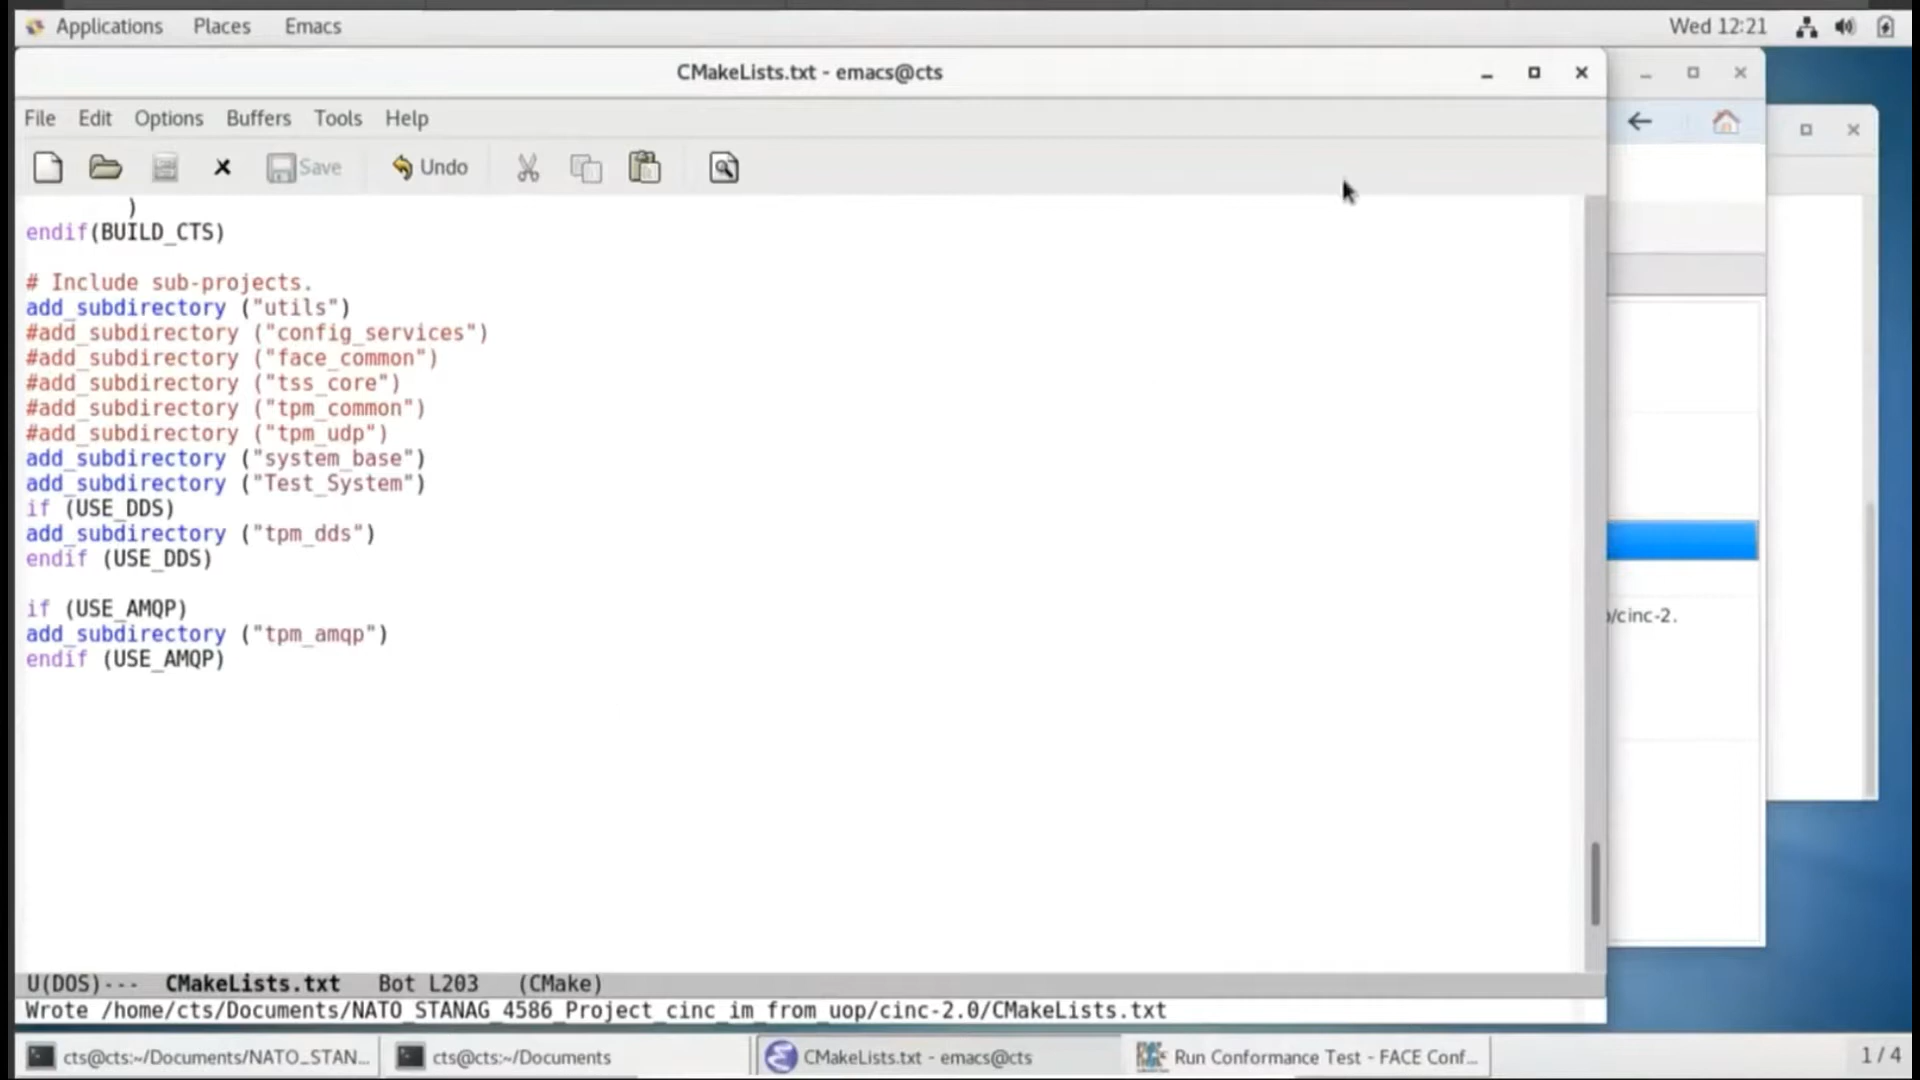 Applications Places Emacs Wed 12:21
CMakeLists.txt - emacs@cts
File Edit Options Buffers Tools Help
Save Undo
)
endif(BUILD_CTS)
# Include sub-projects.
add_subdirectory ("utils")
#add_subdirectory ("config_services")
#add_subdirectory ("face_common")
#add_subdirectory ("tss_core")
#add_subdirectory ("tpm_common")
#add_subdirectory ("tpm_udp")
add_subdirectory ("system_base")
add_subdirectory ("Test_System")
if (USE_DDS)
add_subdirectory ("tpm_dds")
endif (USE_DDS)
if (USE_AMQP)
add_subdirectory ("tpm_amqp")
endif (USE_AMQP)
/cinc-2.
U(DOS)--- CMakeLists.txt Bot L203 (CMake)
Wrote /home/cts/Documents/NATO_STANAG_4586_Project_cinc_im_from_uop/cinc-2.0/CMakeLists.txt
cts@cts:~/Documents/NATO_STAN... cts@cts:~/Documents CMakeLists.txt - emacs@cts Run Conformance Test - FACE Conf... 1 / 4